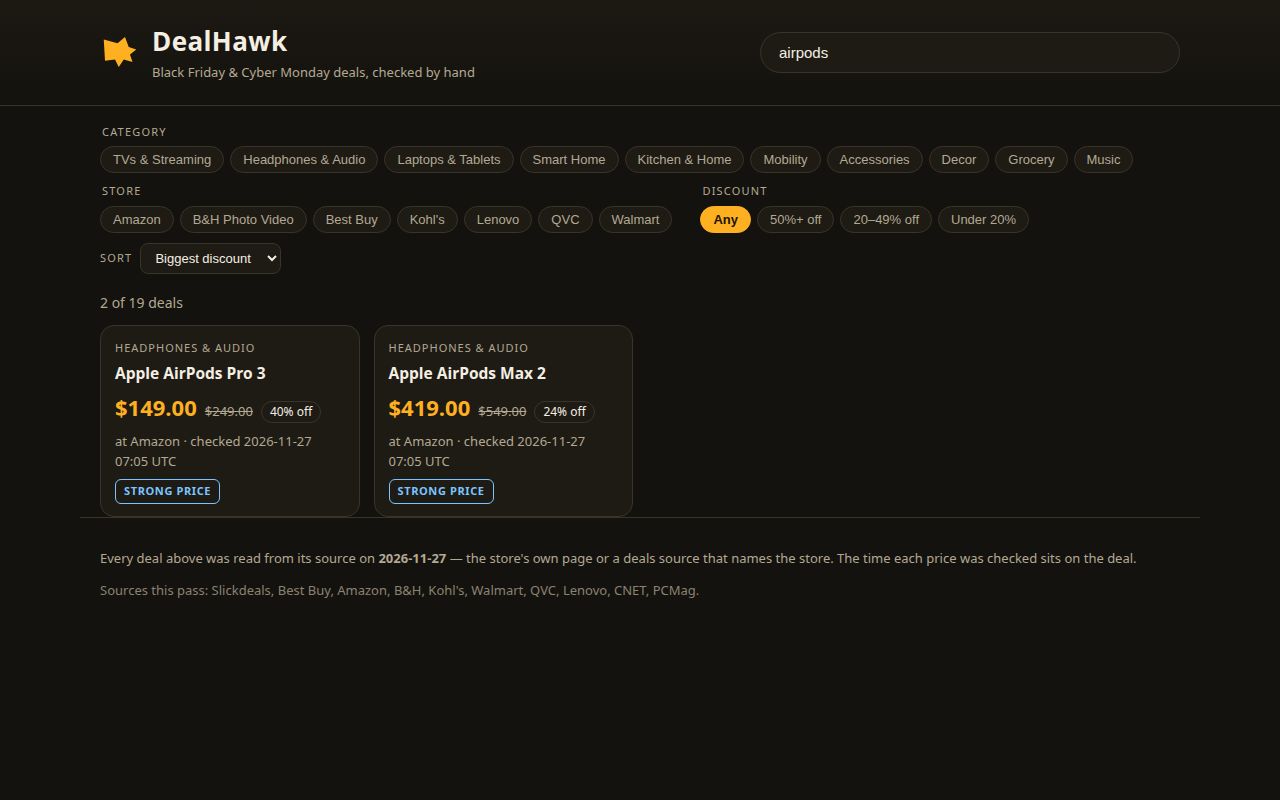 DealHawk
Black Friday & Cyber Monday deals, checked by hand
airpods
CATEGORY
TVs & Streaming Headphones & Audio Laptops & Tablets Smart Home Kitchen & Home Mobility Accessories Decor Grocery Music
STORE
Amazon B&H Photo Video Best Buy Kohl's Lenovo QVC Walmart
DISCOUNT
Any 50%+ off 20–49% off Under 20%
SORT Biggest discount
2 of 19 deals
HEADPHONES & AUDIO
Apple AirPods Pro 3
$149.00 $249.00 40% off
at Amazon · checked 2026-11-27
07:05 UTC
STRONG PRICE
HEADPHONES & AUDIO
Apple AirPods Max 2
$419.00 $549.00 24% off
at Amazon · checked 2026-11-27
07:05 UTC
STRONG PRICE
Every deal above was read from its source on 2026-11-27 — the store's own page or a deals source that names the store. The time each price was checked sits on the deal.
Sources this pass: Slickdeals, Best Buy, Amazon, B&H, Kohl's, Walmart, QVC, Lenovo, CNET, PCMag.